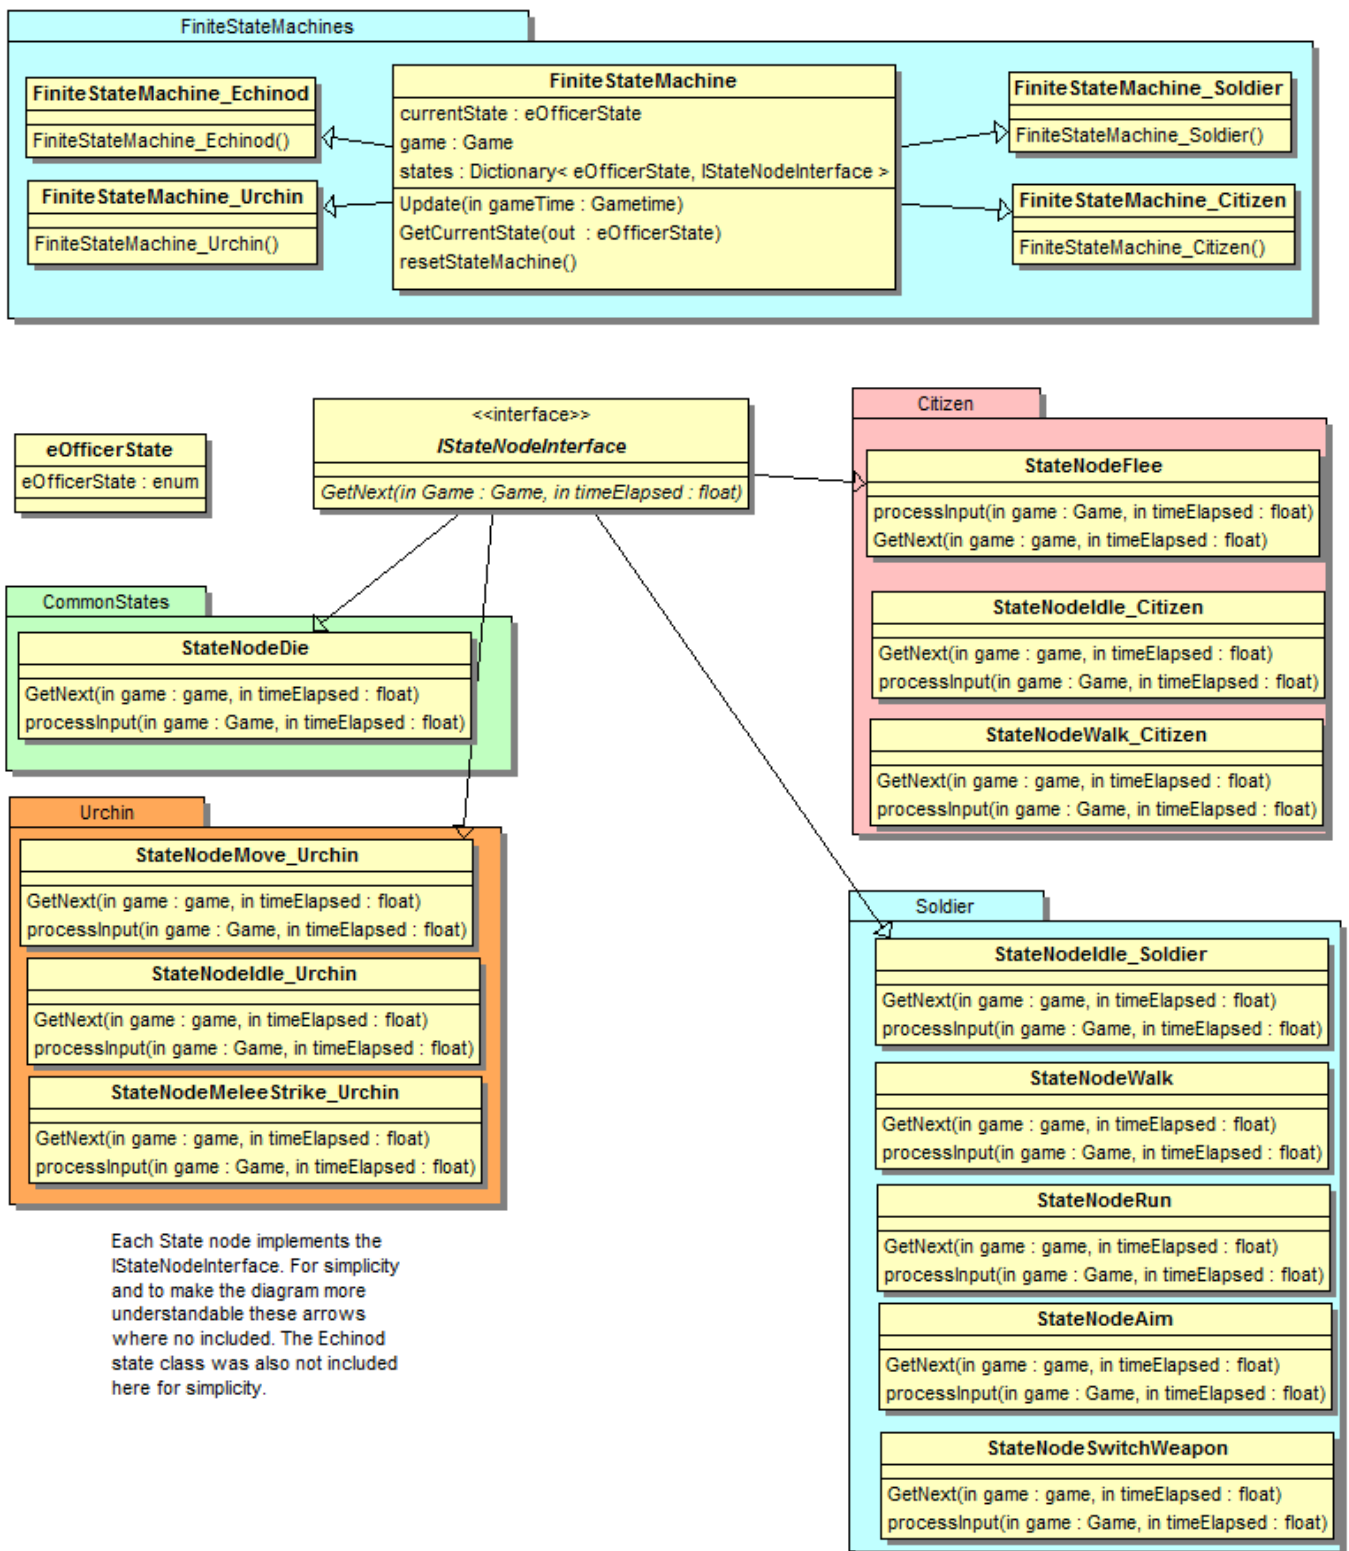 FiniteStateMachines
FiniteStateMachine_Echinod
FiniteStateMachine_Echinod()
FiniteStateMachine_Urchin
FiniteStateMachine_Urchin()
FiniteStateMachine
currentState : eOfficerState
game : Game
states : Dictionary< eOfficerState, IStateNodeInterface >
Update(in gameTime : Gametime)
GetCurrentState(out : eOfficerState)
resetStateMachine()
FiniteStateMachine_Soldier
FiniteStateMachine_Soldier()
FiniteStateMachine_Citizen
FiniteStateMachine_Citizen()
eOfficerState
eOfficerState : enum
<<interface>>
IStateNodeInterface
GetNext(in Game : Game, in timeElapsed : float)
Citizen
StateNodeFlee
processInput(in game : Game, in timeElapsed : float)
GetNext(in game : game, in timeElapsed : float)
StateNodeIdle_Citizen
GetNext(in game : game, in timeElapsed : float)
processInput(in game : Game, in timeElapsed : float)
StateNodeWalk_Citizen
GetNext(in game : game, in timeElapsed : float)
processInput(in game : Game, in timeElapsed : float)
CommonStates
StateNodeDie
GetNext(in game : game, in timeElapsed : float)
processInput(in game : Game, in timeElapsed : float)
Urchin
StateNodeMove_Urchin
GetNext(in game : game, in timeElapsed : float)
processInput(in game : Game, in timeElapsed : float)
StateNodeIdle_Urchin
GetNext(in game : game, in timeElapsed : float)
processInput(in game : Game, in timeElapsed : float)
StateNodeMeleeStrike_Urchin
GetNext(in game : game, in timeElapsed : float)
processInput(in game : Game, in timeElapsed : float)
Soldier
StateNodeIdle_Soldier
GetNext(in game : game, in timeElapsed : float)
processInput(in game : Game, in timeElapsed : float)
StateNodeWalk
GetNext(in game : game, in timeElapsed : float)
processInput(in game : Game, in timeElapsed : float)
StateNodeRun
GetNext(in game : game, in timeElapsed : float)
processInput(in game : Game, in timeElapsed : float)
StateNodeAim
GetNext(in game : game, in timeElapsed : float)
processInput(in game : Game, in timeElapsed : float)
StateNodeSwitchWeapon
GetNext(in game : game, in timeElapsed : float)
processInput(in game : Game, in timeElapsed : float)
Each State node implements the
IStateNodeInterface. For simplicity
and to make the diagram more
understandable these arrows
where no included. The Echinod
state class was also not included
here for simplicity.